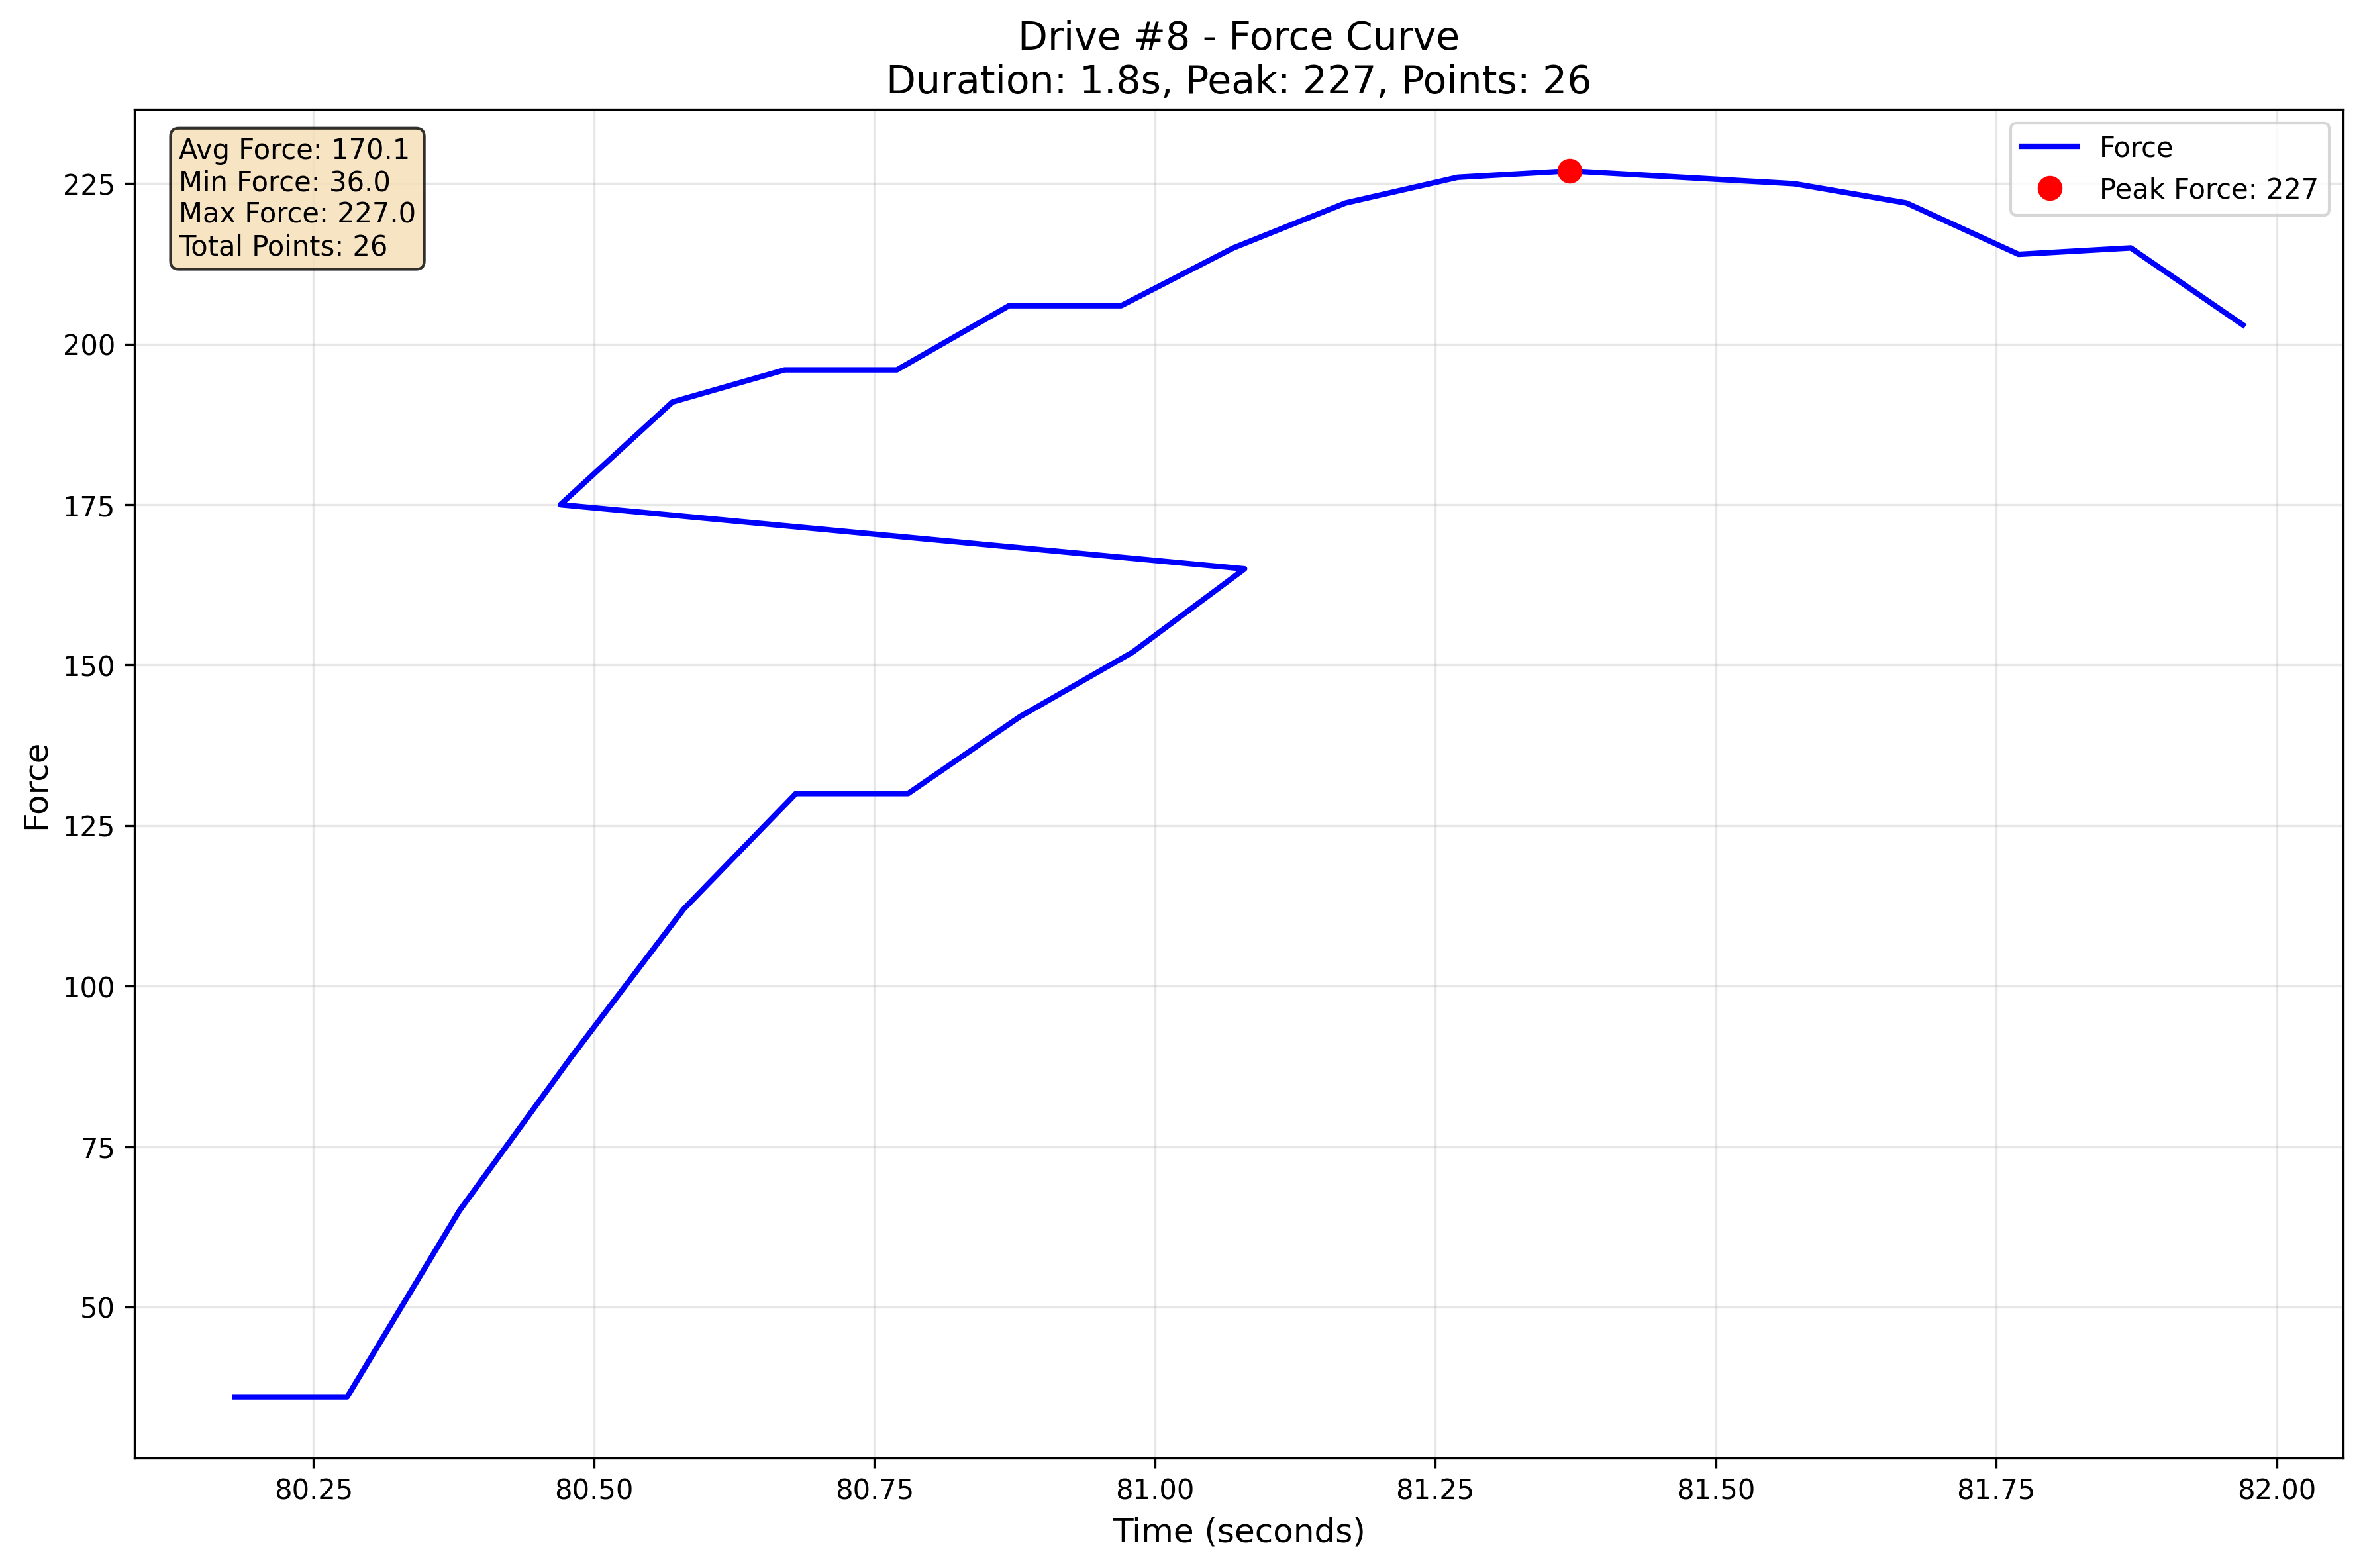 Drive #8 - Force Curve
Duration: 1.8s, Peak: 227, Points: 26
Avg Force: 170.1
Min Force: 36.0
Max Force: 227.0
Total Points: 26
Force
Peak Force: 227
225
200
175
150
125
100
75
50
Force
80.25
80.50
80.75
81.00
81.25
81.50
81.75
82.00
Time (seconds)